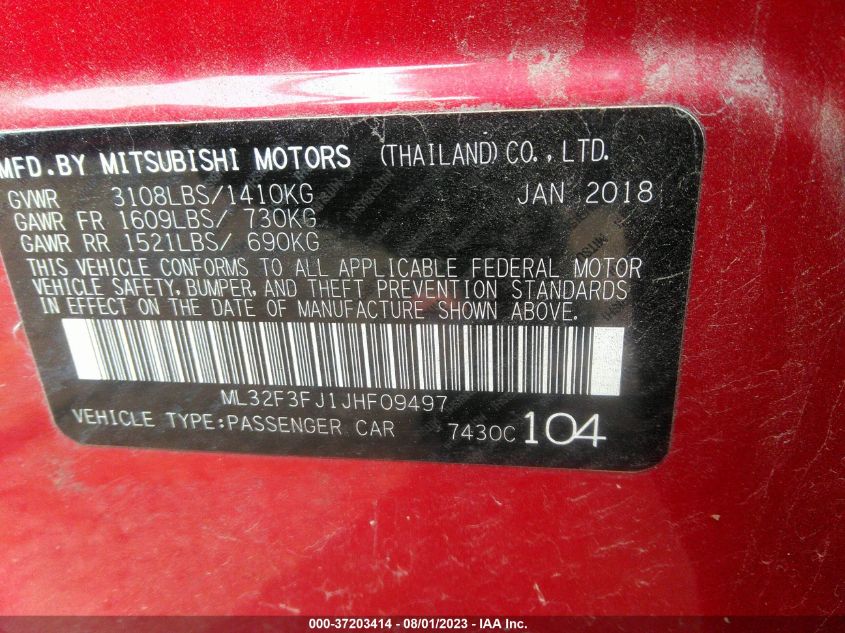 MFD.BY MITSUBISHI MOTORS (THAILAND) CO.,LTD.
GVWR 3108LBS/1410KG JAN 2018
GAWR FR 1609LBS/ 730KG
GAWR RR 1521LBS/ 690KG
THIS VEHICLE CONFORMS TO ALL APPLICABLE FEDERAL MOTOR
VEHICLE SAFETY, BUMPER, AND THEFT PREVENTION STANDARDS
IN EFFECT ON THE DATE OF MANUFACTURE SHOWN ABOVE.
ML32F3FJ1JHF09497
VEHICLE TYPE:PASSENGER CAR 7430C 104
000-37203414 - 08/01/2023 - IAA Inc.